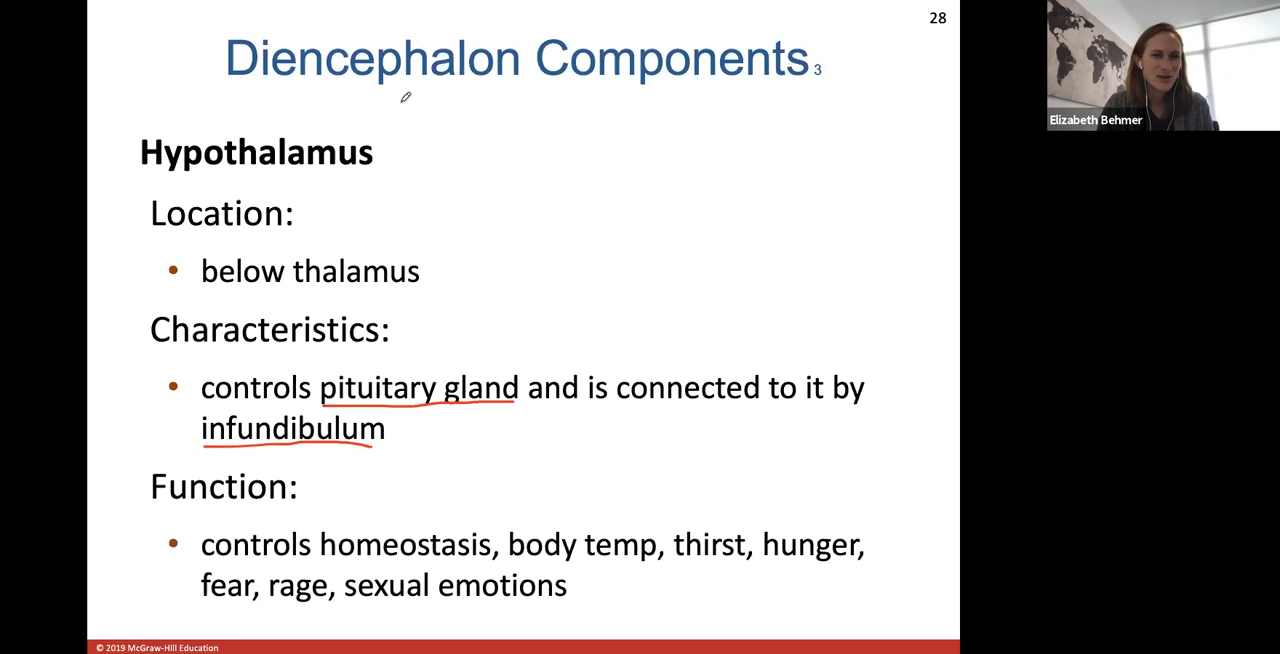 28
Diencephalon Components 3
Elizabeth Behmer
Hypothalamus
Location:
• below thalamus
Characteristics:
• controls pituitary gland and is connected to it by
infundibulum
Function:
• controls homeostasis, body temp, thirst, hunger,
fear, rage, sexual emotions
© 2019 McGraw-Hill Education